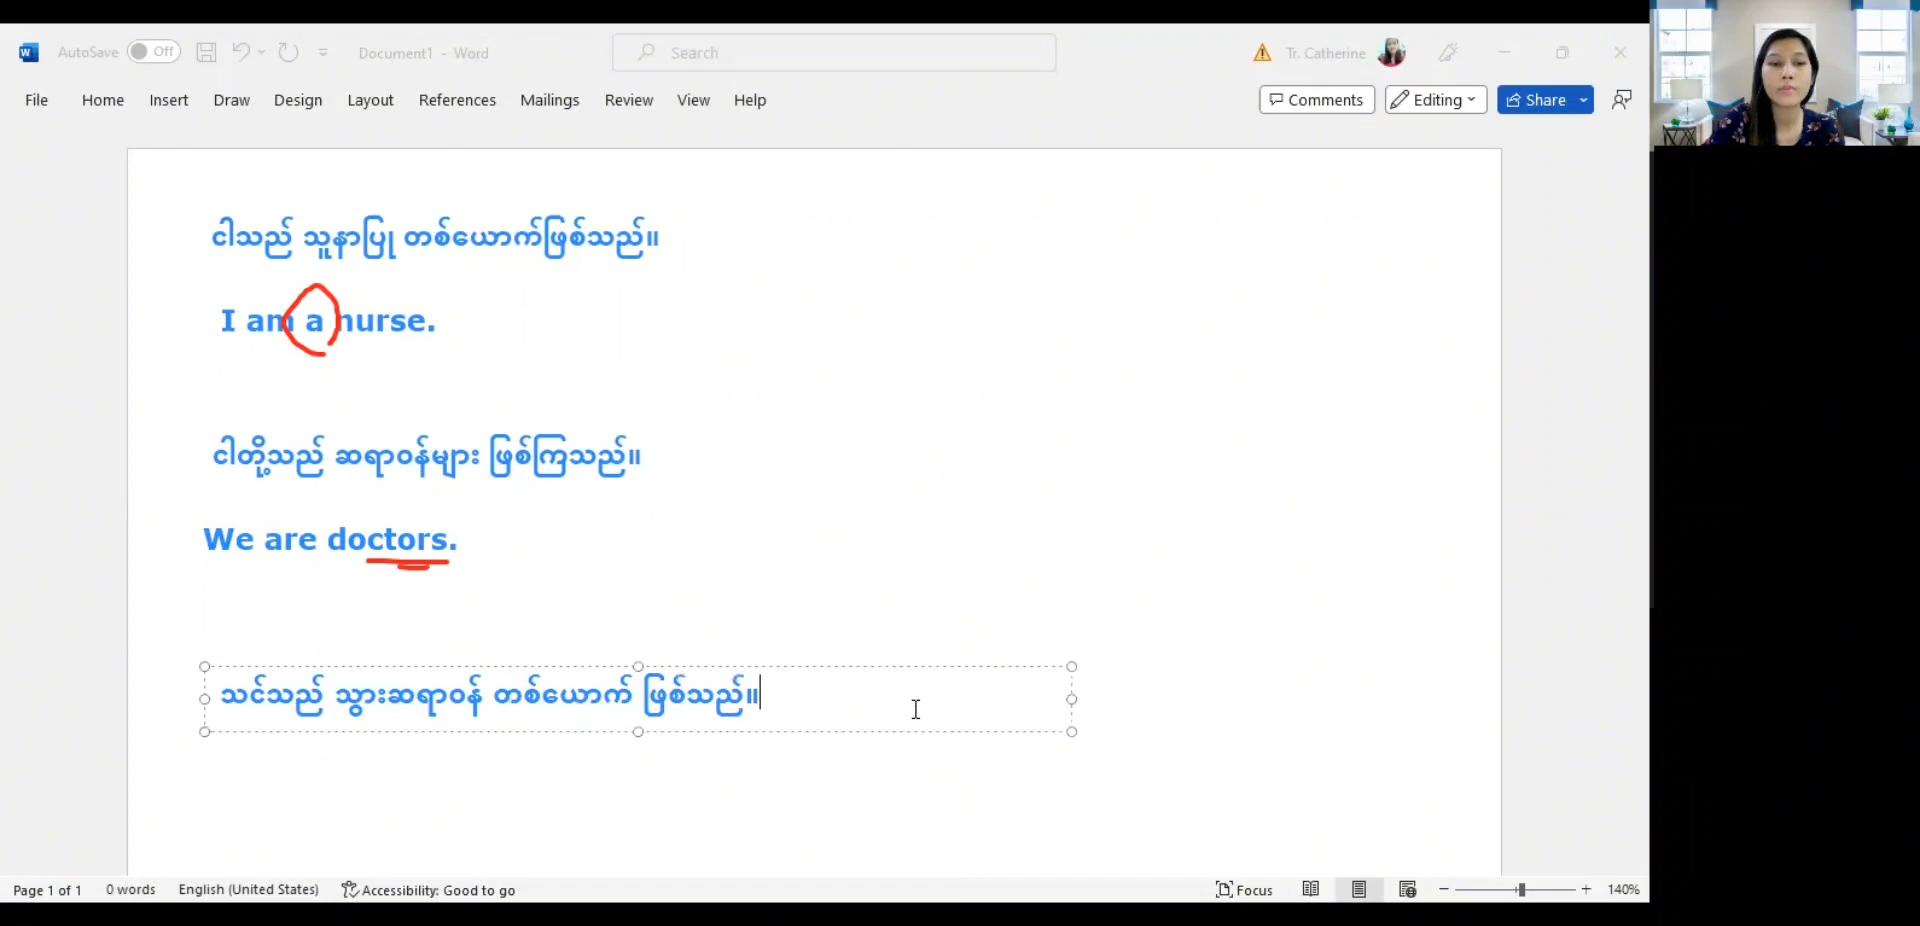 AutoSave Off Document1 - Word Search Tr. Catherine
File Home Insert Draw Design Layout References Mailings Review View Help Comments Editing Share
ငါသည် သူနာပြု တစ်ယောက်ဖြစ်သည်။
I am a nurse.
ငါတို့သည် ဆရာဝန်များ ဖြစ်ကြသည်။
We are doctors.
သင်သည် သွားဆရာဝန် တစ်ယောက် ဖြစ်သည်။
Page 1 of 1 0 words English (United States) Accessibility: Good to go Focus 140%